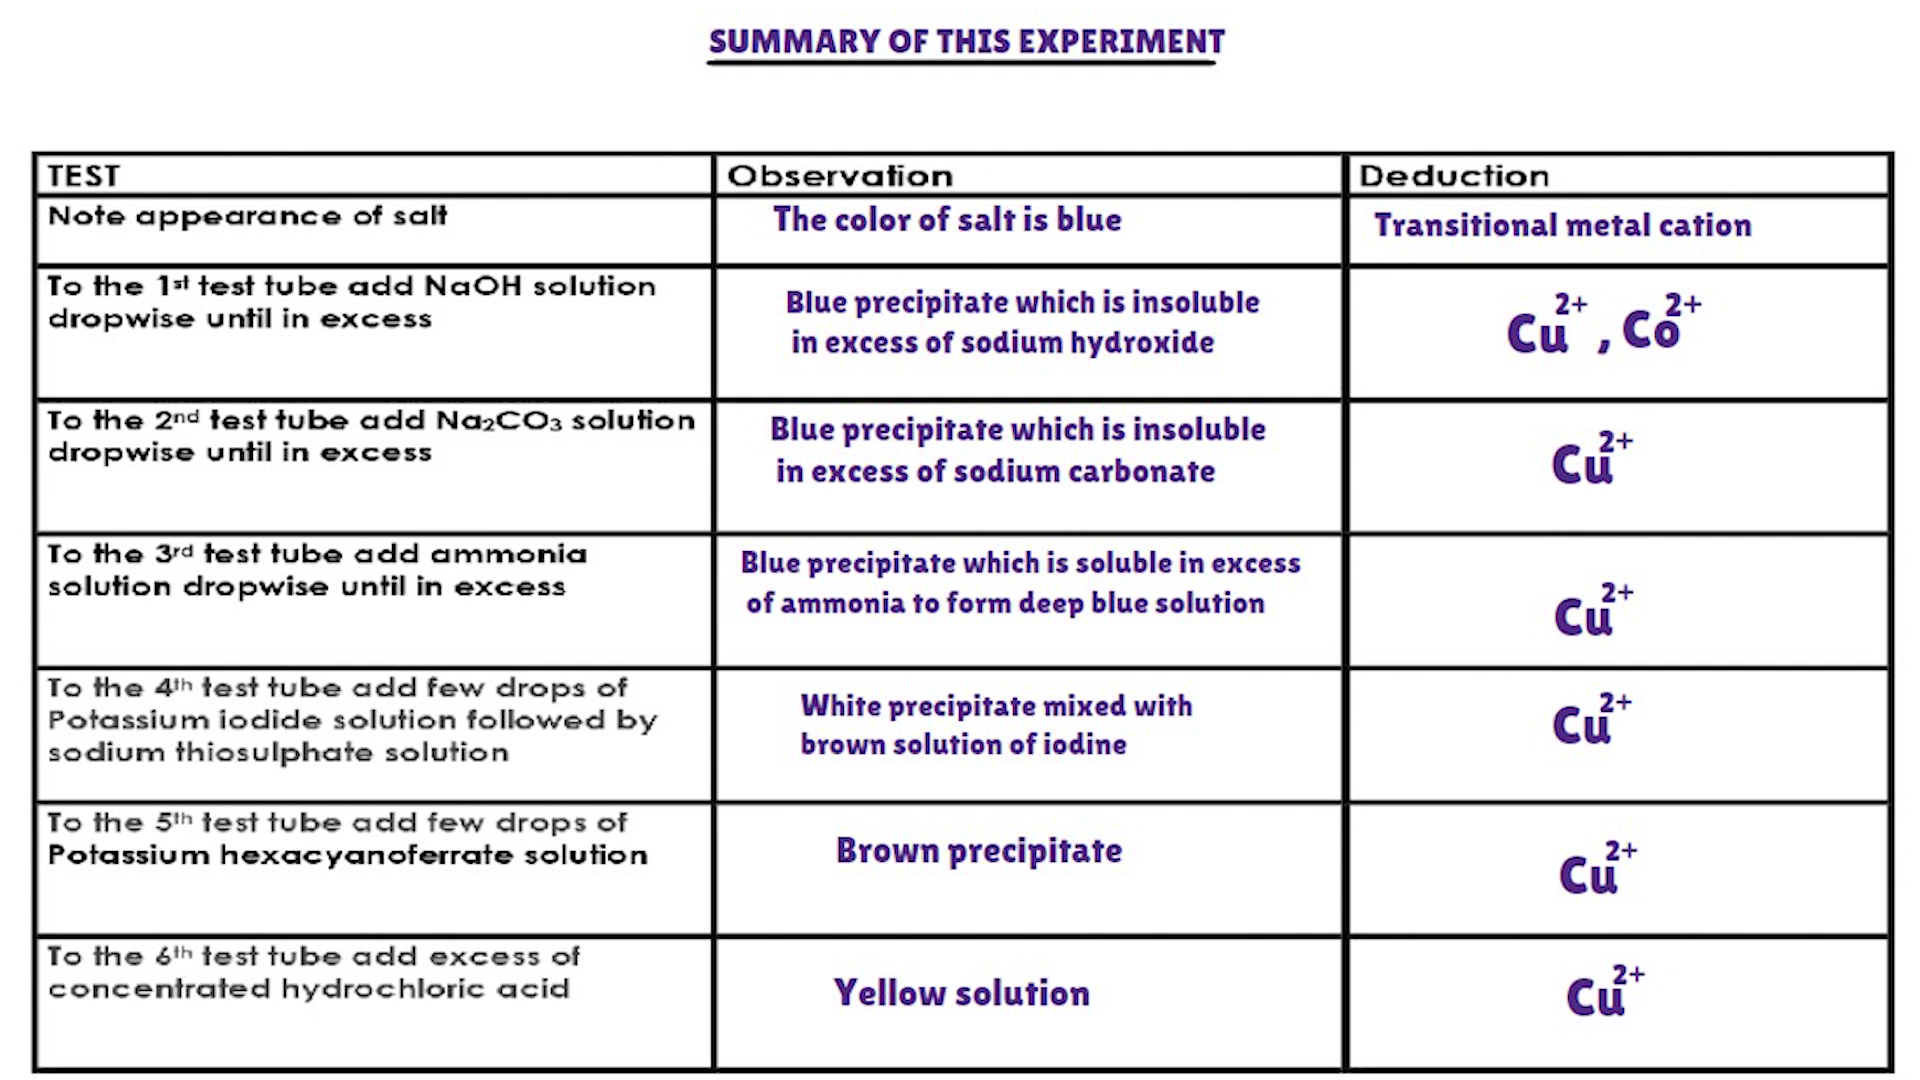 SUMMARY OF THIS EXPERIMENT
TEST
Observation
Deduction
Note appearance of salt
The color of salt is blue
Transitional metal cation
To the 1st test tube add NaOH solution
dropwise until in excess
Blue precipitate which is insoluble
in excess of sodium hydroxide
Cu²⁺ , Co²⁺
To the 2nd test tube add Na₂CO₃ solution
dropwise until in excess
Blue precipitate which is insoluble
in excess of sodium carbonate
Cu²⁺
To the 3rd test tube add ammonia
solution dropwise until in excess
Blue precipitate which is soluble in excess
of ammonia to form deep blue solution
Cu²⁺
To the 4th test tube add few drops of
Potassium iodide solution followed by
sodium thiosulphate solution
White precipitate mixed with
brown solution of iodine
Cu²⁺
To the 5th test tube add few drops of
Potassium hexacyanoferrate solution
Brown precipitate
Cu²⁺
To the 6th test tube add excess of
concentrated hydrochloric acid
Yellow solution
Cu²⁺